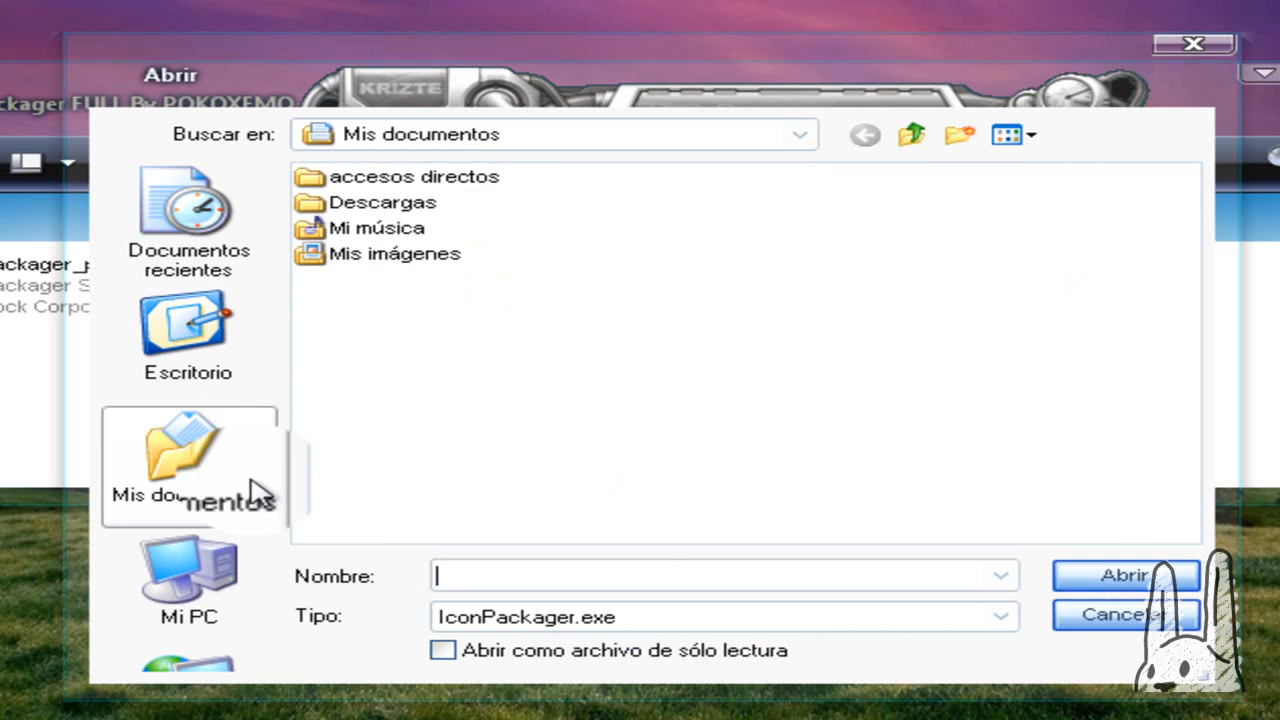 Abrir
KRIZTE
ckager FULL By POKOXEMO
Buscar en:
Mis documentos
accesos directos
Descargas
Mi música
Mis imágenes
Documentos
recientes
ackager_p
ackager S
ock Corpo
Escritorio
Mis documentos
Mi PC
Nombre:
Abrir
Tipo:
IconPackager.exe
Cancelar
Abrir como archivo de sólo lectura